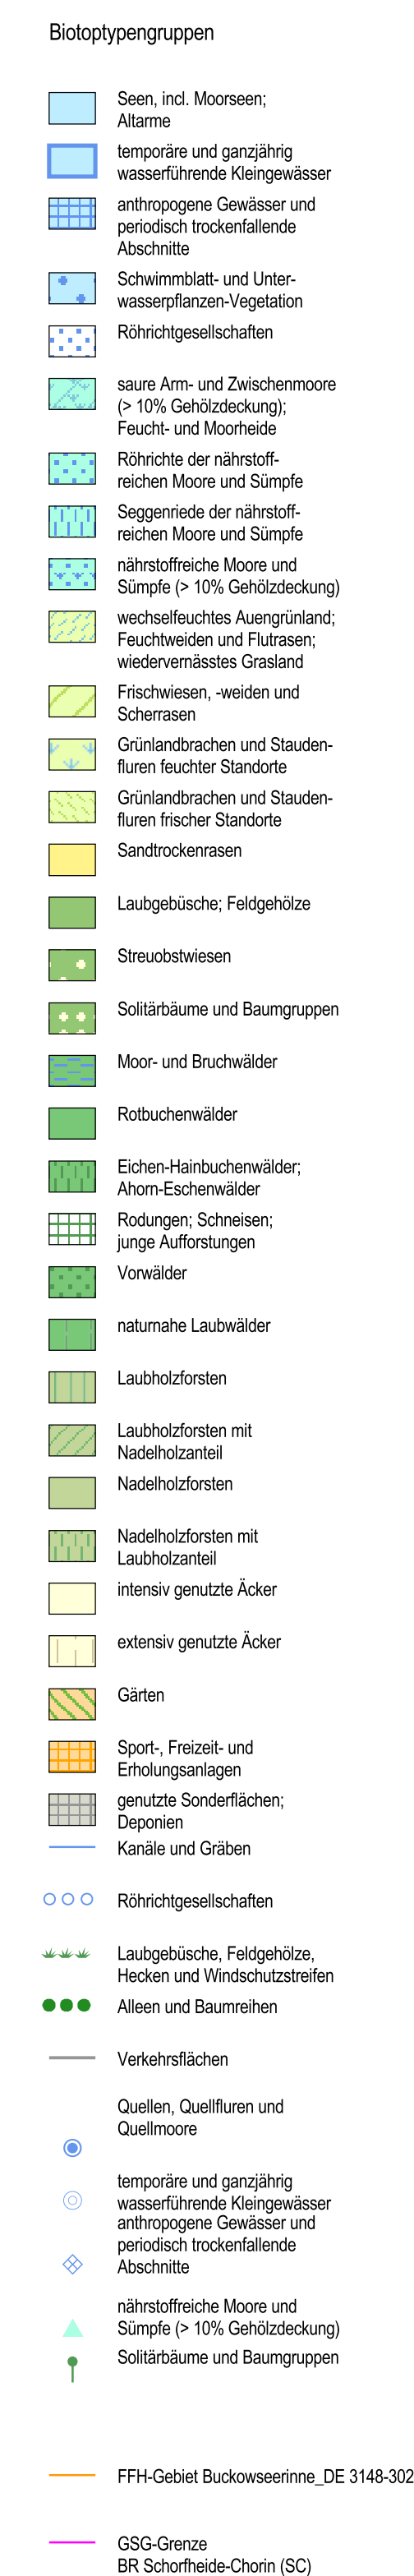 Biotoptypengruppen
Seen, incl. Moorseen;
Altarme
temporäre und ganzjährig
wasserführende Kleingewässer
anthropogene Gewässer und
periodisch trockenfallende
Abschnitte
Schwimmblatt- und Unter-
wasserpflanzen-Vegetation
Röhrichtgesellschaften
saure Arm- und Zwischenmoore
(> 10% Gehölzdeckung);
Feucht- und Moorheide
Röhrichte der nährstoff-
reichen Moore und Sümpfe
Seggenriede der nährstoff-
reichen Moore und Sümpfe
nährstoffreiche Moore und
Sümpfe (> 10% Gehölzdeckung)
wechselfeuchtes Auengrünland;
Feuchtweiden und Flutrasen;
wiedervernässtes Grasland
Frischwiesen, -weiden und
Scherrasen
Grünlandbrachen und Stauden-
fluren feuchter Standorte
Grünlandbrachen und Stauden-
fluren frischer Standorte
Sandtrockenrasen
Laubgebüsche; Feldgehölze
Streuobstwiesen
Solitärbäume und Baumgruppen
Moor- und Bruchwälder
Rotbuchenwälder
Eichen-Hainbuchenwälder;
Ahorn-Eschenwälder
Rodungen; Schneisen;
junge Aufforstungen
Vorwälder
naturnahe Laubwälder
Laubholzforsten
Laubholzforsten mit
Nadelholzanteil
Nadelholzforsten
Nadelholzforsten mit
Laubholzanteil
intensiv genutzte Äcker
extensiv genutzte Äcker
Gärten
Sport-, Freizeit- und
Erholungsanlagen
genutzte Sonderflächen;
Deponien
Kanäle und Gräben
Röhrichtgesellschaften
Laubgebüsche, Feldgehölze,
Hecken und Windschutzstreifen
Alleen und Baumreihen
Verkehrsflächen
Quellen, Quellfluren und
Quellmoore
temporäre und ganzjährig
wasserführende Kleingewässer
anthropogene Gewässer und
periodisch trockenfallende
Abschnitte
nährstoffreiche Moore und
Sümpfe (> 10% Gehölzdeckung)
Solitärbäume und Baumgruppen
FFH-Gebiet Buckowseerinne_DE 3148-302
GSG-Grenze
BR Schorfheide-Chorin (SC)